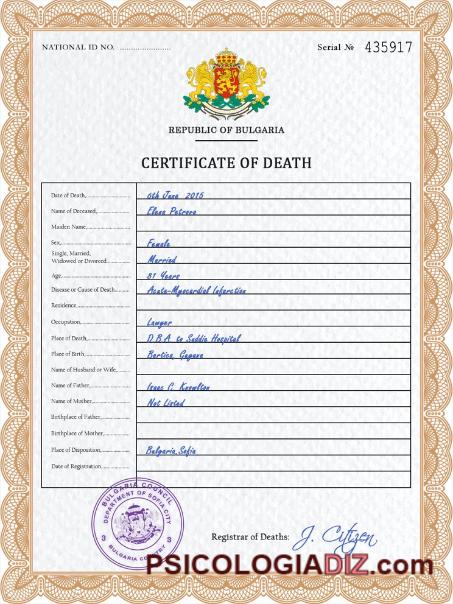 NATIONAL ID NO. ........................ Serial № 435917
REPUBLIC OF BULGARIA
CERTIFICATE OF DEATH
Date of Death, 6th June 2015
Name of Deceased, Elena Petrova
Maiden Name,
Sex, Female
Single, Married,
Widowed or Divorced Married
Age, 81 Years
Disease or Cause of Death, Acute-Myocardial Infarction
Residence,
Occupation, Lawyer
Place of Death, D.B.A. to Suddie Hospital
Place of Birth, Bertica, Guyana
Name of Husband or Wife,
Name of Father, Isaac C. Knowlton
Name of Mother, Not Listed
Birthplace of Father,
Birthplace of Mother,
Place of Disposition, Bulgaria,Sofia
Date of Registration,
BULGARIA COUNCIL
DEPARTMENT OF SOFIA CITY
3 3
BULGARIA COUNTRY
Registrar of Deaths: J. Citizen
PSICOLOGIADIZ.com